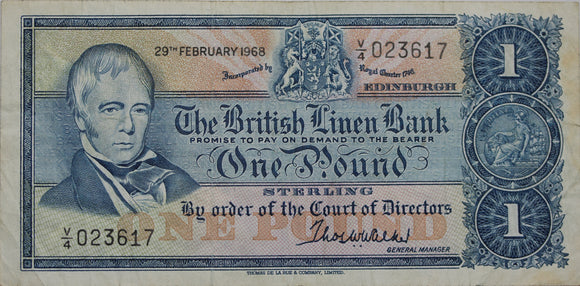 29TH FEBRUARY 1968
V/4 023617
1
Incorporated by Royal Charter 1746.
EDINBURGH
The British Linen Bank
PROMISE TO PAY ON DEMAND TO THE BEARER
One Pound
STERLING
ONE POUND
By order of the Court of Directors
V/4 023617
GENERAL MANAGER
1
THOMAS DE LA RUE & COMPANY, LIMITED.